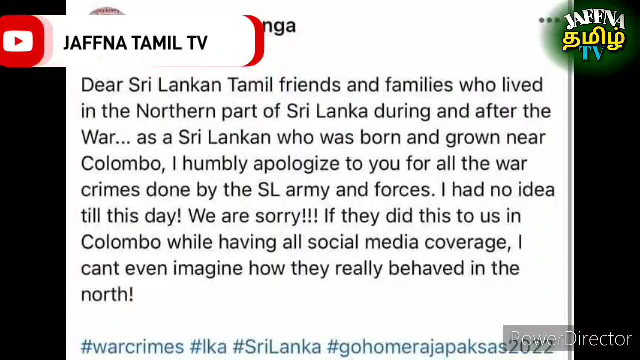 JAFFNA TAMIL TV
nga
JAFFNA
தமிழ்
TV
Dear Sri Lankan Tamil friends and families who lived
in the Northern part of Sri Lanka during and after the
War... as a Sri Lankan who was born and grown near
Colombo, I humbly apologize to you for all the war
crimes done by the SL army and forces. I had no idea
till this day! We are sorry!!! If they did this to us in
Colombo while having all social media coverage, I
cant even imagine how they really behaved in the
north!
#warcrimes #lka #SriLanka #gohomerajapaksas2022
PowerDirector